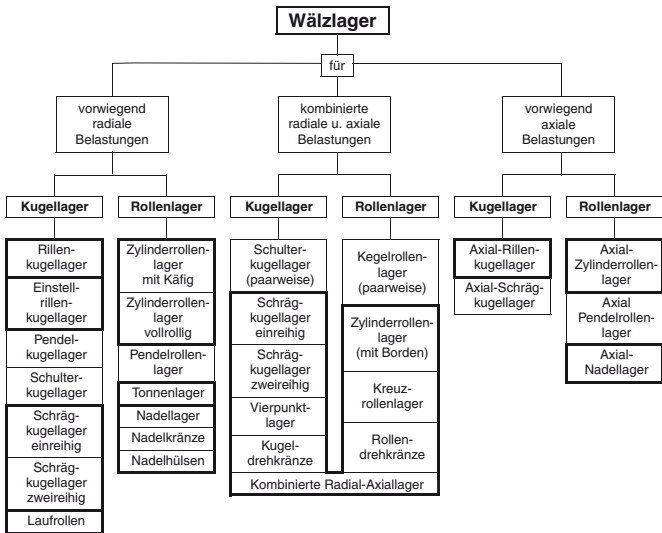 Wälzlager
für
vorwiegend
radiale
Belastungen
kombinierte
radiale u. axiale
Belastungen
vorwiegend
axiale
Belastungen
Kugellager
Rollenlager
Kugellager
Rollenlager
Kugellager
Rollenlager
Rillen-
kugellager
Einstell-
rillen-
kugellager
Pendel-
kugellager
Schulter-
kugellager
Schräg-
kugellager
einreihig
Schräg-
kugellager
zweireihig
Laufrollen
Zylinderrollen-
lager
mit Käfig
Zylinderrollen-
lager
vollrollig
Pendelrollen-
lager
Tonnenlager
Nadellager
Nadelkränze
Nadelhülsen
Schulter-
kugellager
(paarweise)
Schräg-
kugellager
einreihig
Schräg-
kugellager
zweireihig
Vierpunkt-
lager
Kugel-
drehkränze
Kegelrollen-
lager
(paarweise)
Zylinderrollen-
lager
(mit Borden)
Kreuz-
rollenlager
Rollen-
drehkränze
Kombinierte Radial-Axiallager
Axial-Rillen-
kugellager
Axial-Schräg-
kugellager
Axial-
Zylinderrollen-
lager
Axial
Pendelrollen-
lager
Axial-
Nadellager